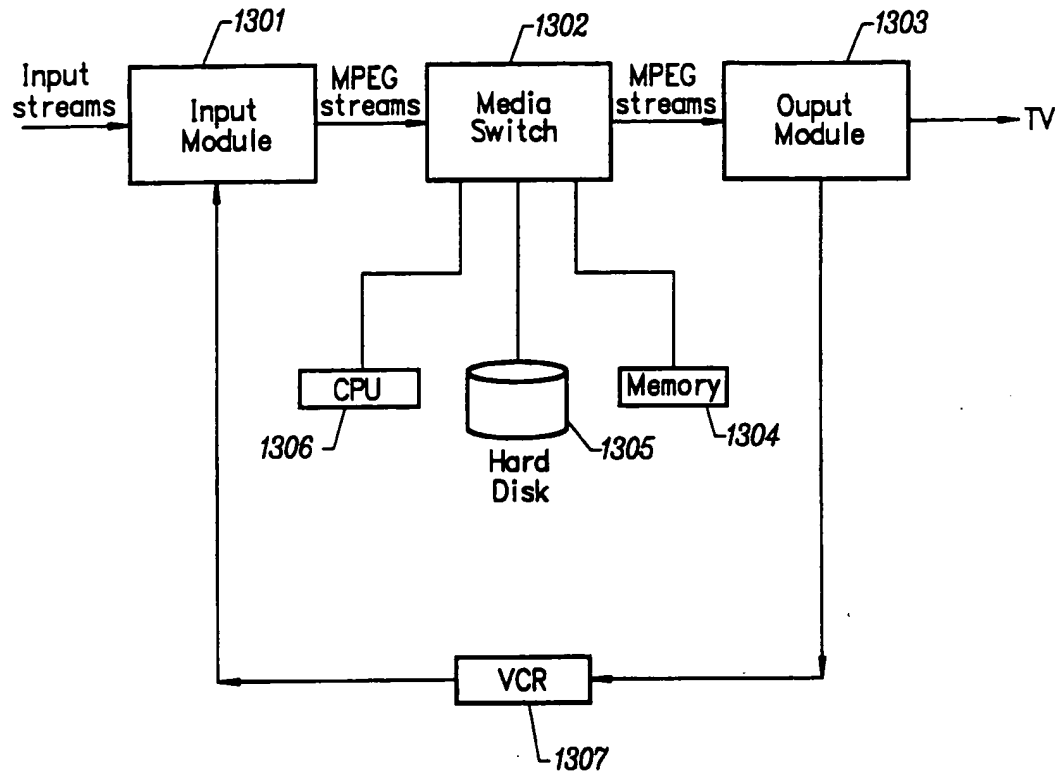 1301
1302
1303
Input
streams
Input
Module
MPEG
streams
Media
Switch
MPEG
streams
Ouput
Module
TV
CPU
1306
1305
Hard
Disk
Memory
1304
VCR
1307